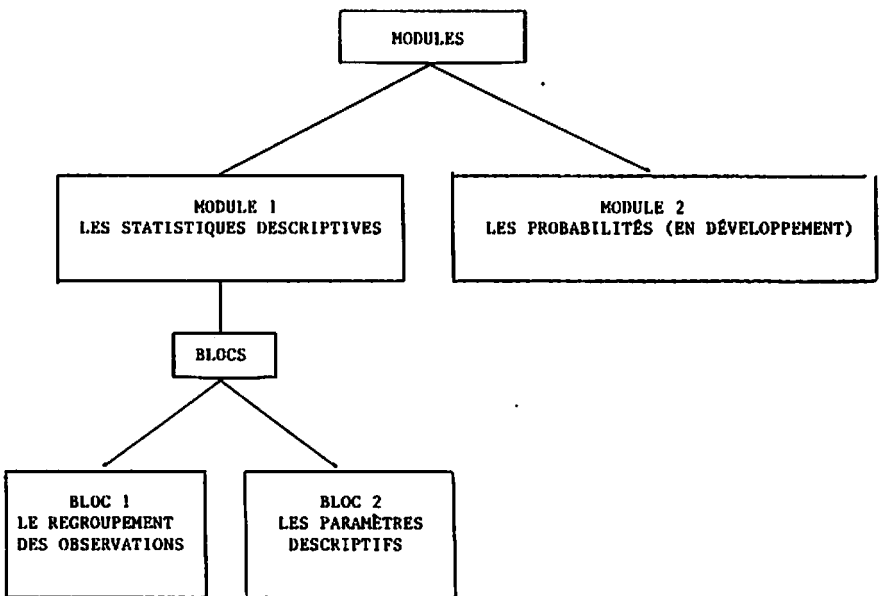 MODULES
MODULE 1
LES STATISTIQUES DESCRIPTIVES
MODULE 2
LES PROBABILITÉS (EN DÉVELOPPEMENT)
BLOCS
BLOC 1
LE REGROUPEMENT
DES OBSERVATIONS
BLOC 2
LES PARAMÈTRES
DESCRIPTIFS